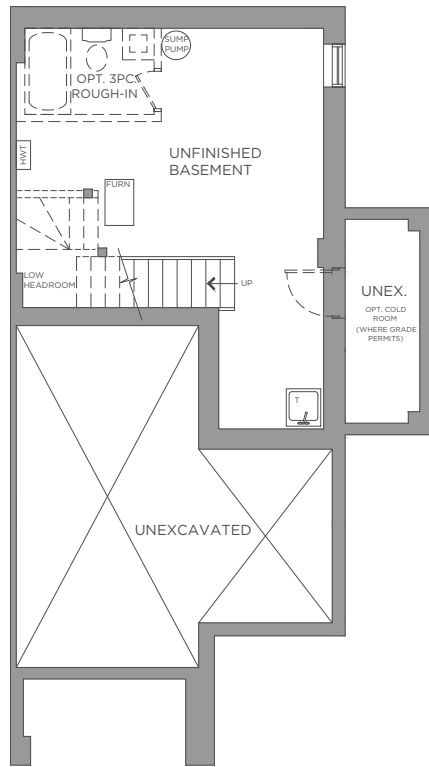 SUMP
PUMP
OPT. 3PC.
ROUGH-IN
HWT
UNFINISHED
BASEMENT
FURN
LOW
HEADROOM
UP
UNEX.
OPT. COLD
ROOM
(WHERE GRADE
PERMITS)
T
UNEXCAVATED